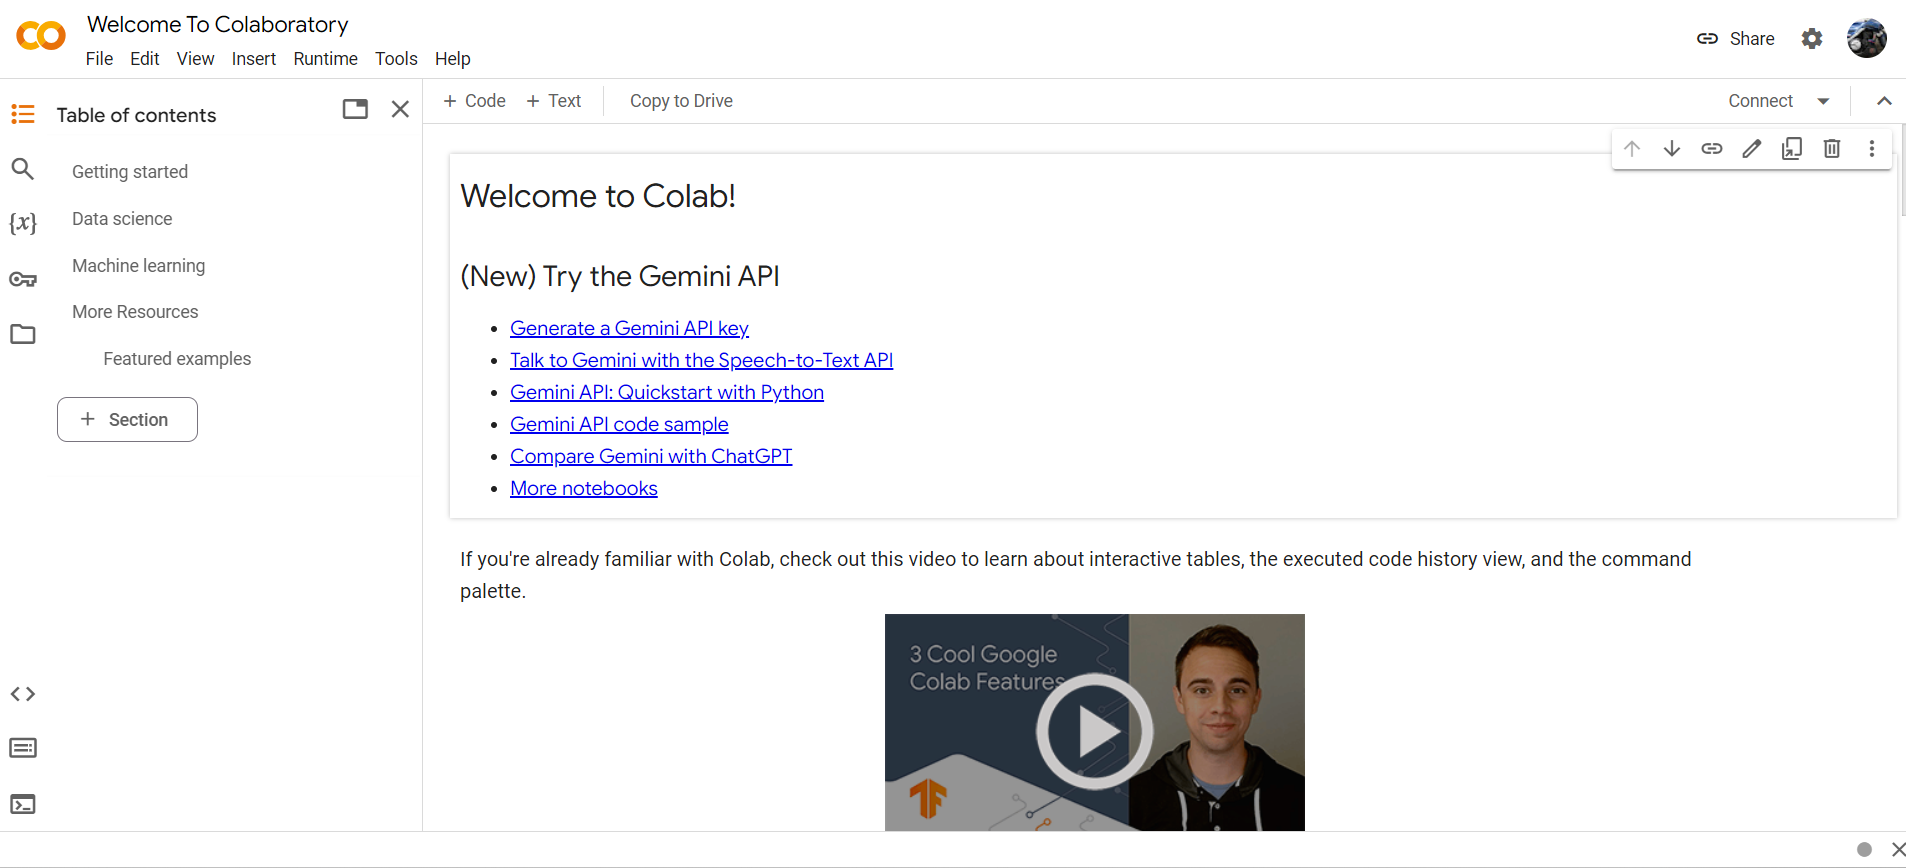 Welcome To Colaboratory
File Edit View Insert Runtime Tools Help
Share
Table of contents
Getting started
Data science
Machine learning
More Resources
Featured examples
+ Section
+ Code + Text Copy to Drive
Connect
Welcome to Colab!
(New) Try the Gemini API
• Generate a Gemini API key
• Talk to Gemini with the Speech-to-Text API
• Gemini API: Quickstart with Python
• Gemini API code sample
• Compare Gemini with ChatGPT
• More notebooks
If you're already familiar with Colab, check out this video to learn about interactive tables, the executed code history view, and the command
palette.
3 Cool Google
Colab Features